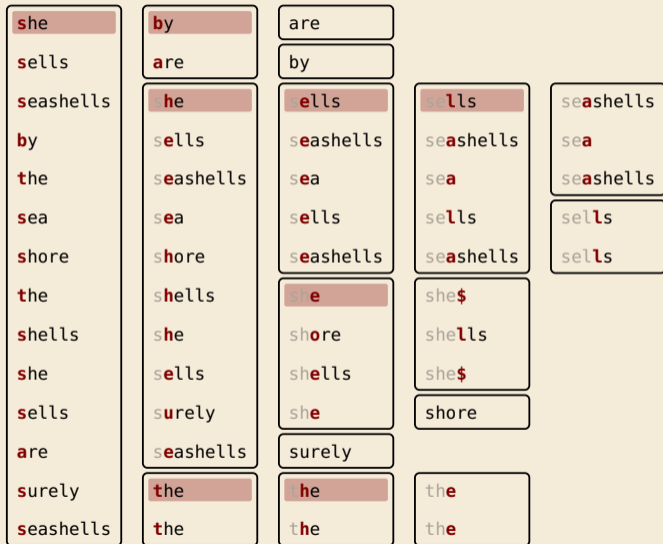 she by are
sells are by
seashells she sells sells seashells
by sells seashells seashells sea
the seashells sea sea seashells
sea sea sells sells sells
shore shore seashells seashells sells
the shells she she$
shells she shore shells
she sells shells she$
sells surely she shore
are seashells surely
surely the the the
seashells the the the